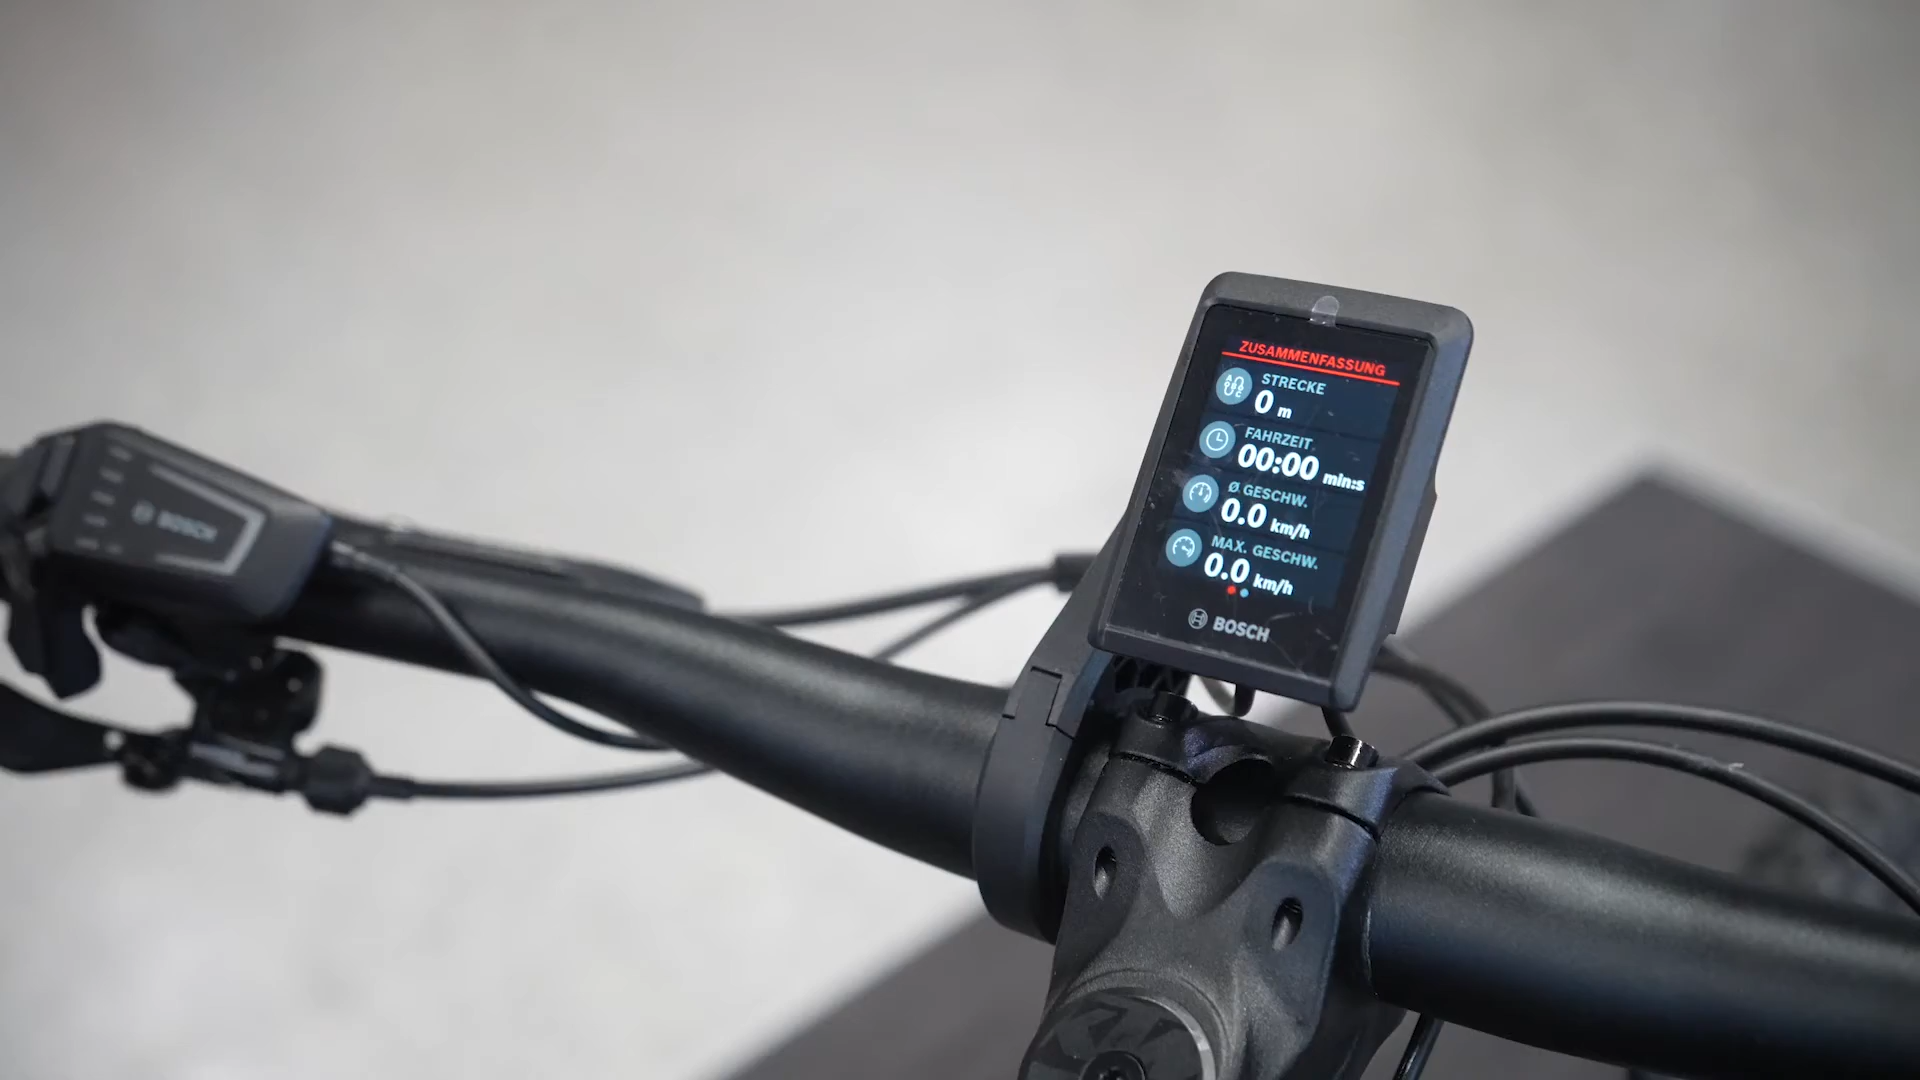 ZUSAMMENFASSUNG
STRECKE
0 m
FAHRZEIT
00:00 min:s
Ø GESCHW.
0.0 km/h
MAX. GESCHW.
0.0 km/h
BOSCH
BOSCH